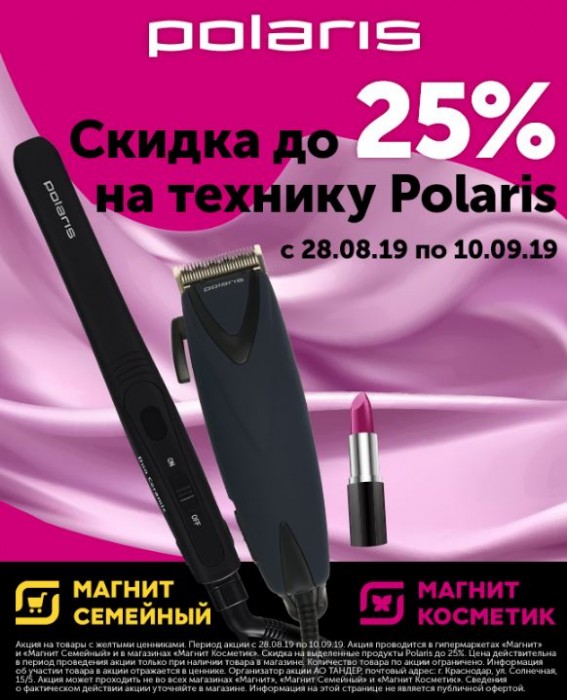 polaris
Скидка до 25%
на технику Polaris
с 28.08.19 по 10.09.19
polaris
polaris
ON
OFF
Duo Ceramic
МАГНИТ
СЕМЕЙНЫЙ
МАГНИТ
КОСМЕТИК
Акция на товары с желтыми ценниками. Период акции с 28.08.19 по 10.09.19. Акция проводится в гипермаркетах «Магнит»
и «Магнит Семейный» и в магазинах «Магнит Косметик». Скидка на выделенные продукты Polaris до 25%. Цена действительна
в период проведения акции только при наличии товара в магазине. Количество товара по акции ограничено. Информация
об участии в акции отражается в ценнике. Организатор акции АО ТАНДЕР, почтовый адрес: г. Краснодар, ул. Солнечная,
15/5. Акция может проходить не во всех магазинах «Магнит», «Магнит Семейный» и «Магнит Косметик». Сведения
о фактическом действии акции уточняйте в магазине. Информация на этой странице не является публичной офертой.